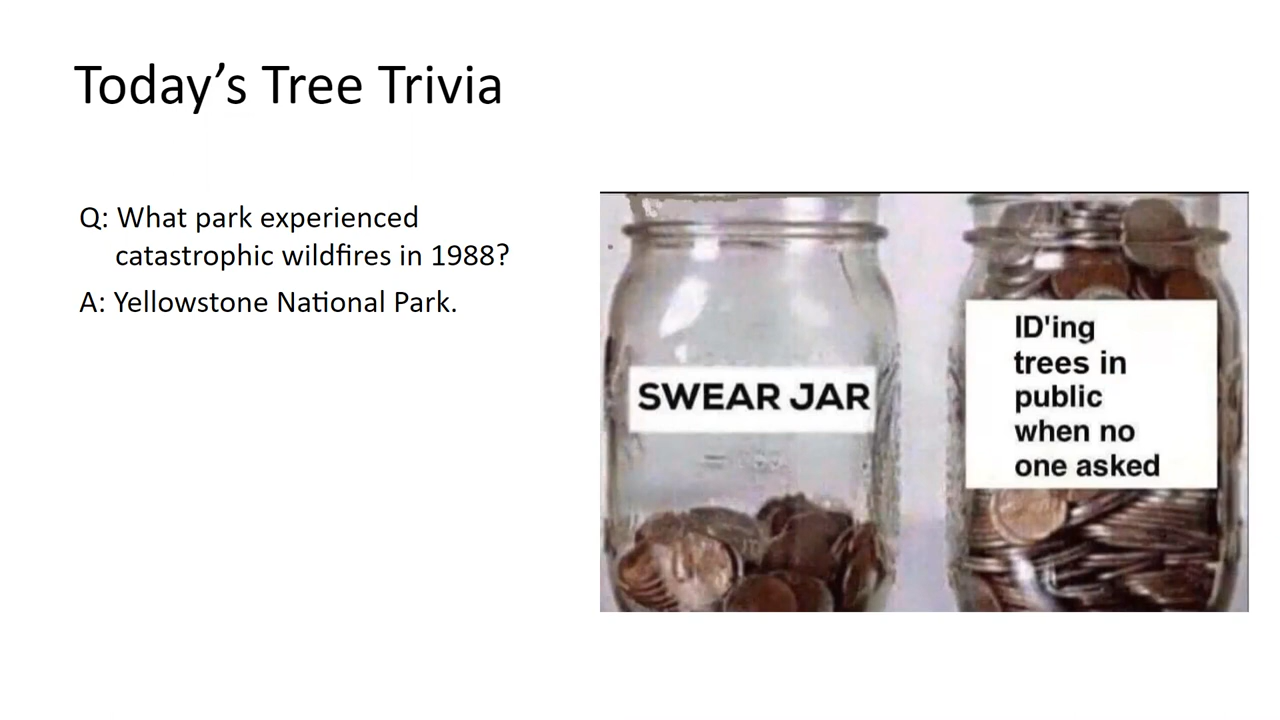 Today’s Tree Trivia
Q: What park experienced
catastrophic wildfires in 1988?
A: Yellowstone National Park.
SWEAR JAR
ID'ing
trees in
public
when no
one asked